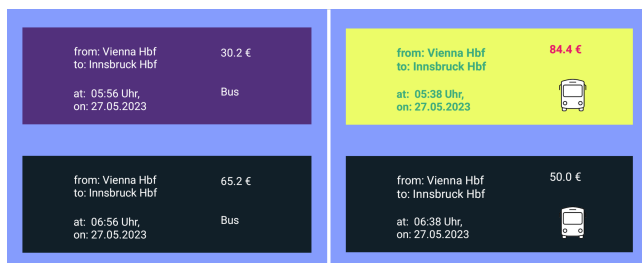 from: Vienna Hbf
to: Innsbruck Hbf
30.2 €
at: 05:56 Uhr,
on: 27.05.2023
Bus
from: Vienna Hbf
to: Innsbruck Hbf
84.4 €
at: 05:38 Uhr,
on: 27.05.2023
from: Vienna Hbf
to: Innsbruck Hbf
65.2 €
at: 06:56 Uhr,
on: 27.05.2023
Bus
from: Vienna Hbf
to: Innsbruck Hbf
50.0 €
at: 06:38 Uhr,
on: 27.05.2023